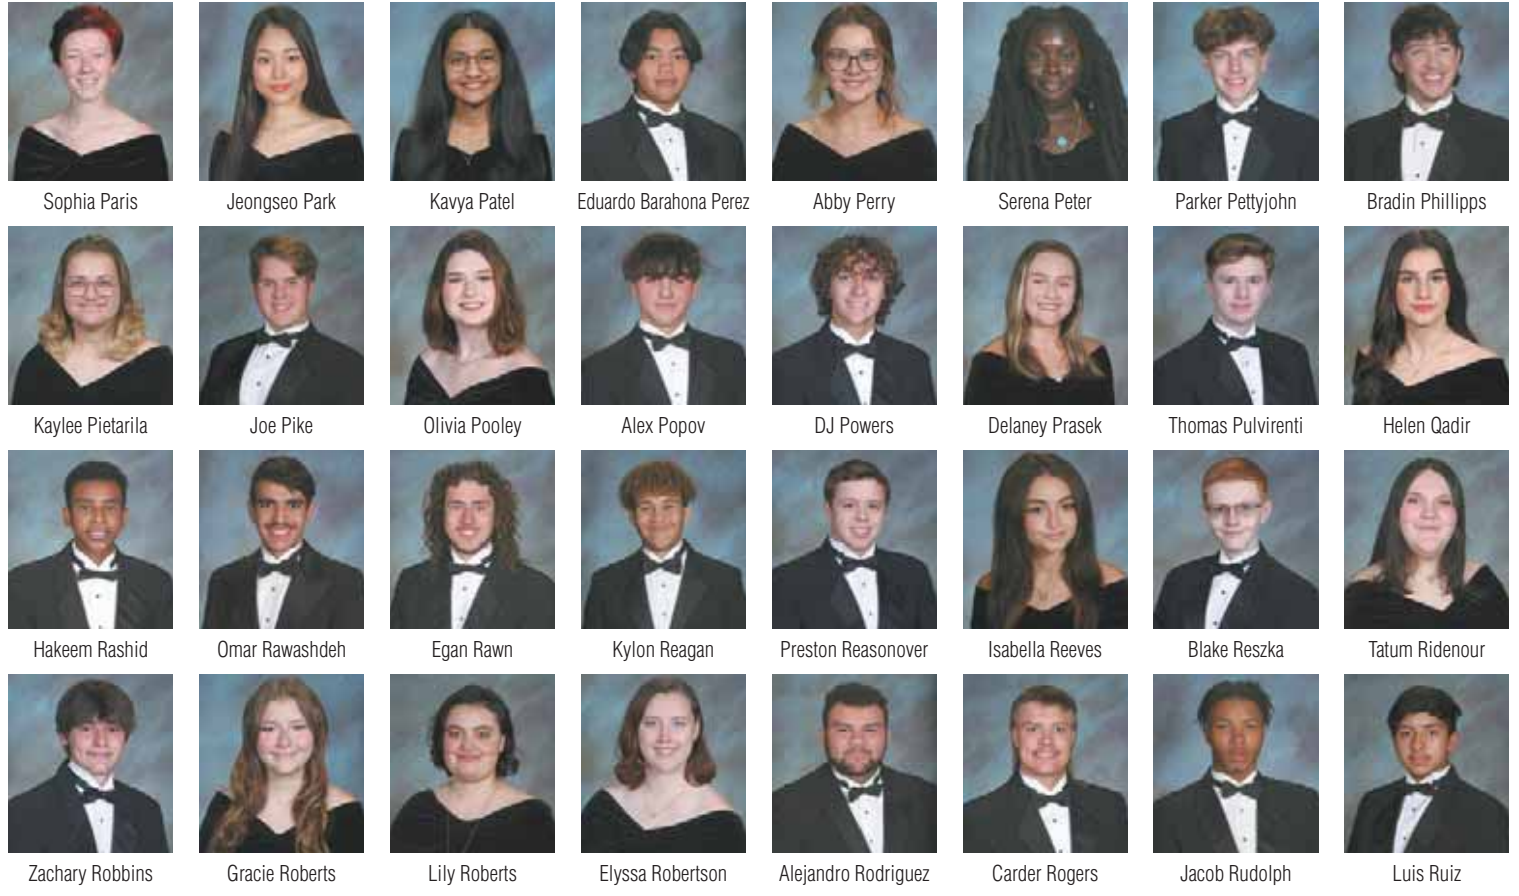 Sophia Paris
Jeongseo Park
Kavya Patel
Eduardo Barahona Perez
Abby Perry
Serena Peter
Parker Pettyjohn
Bradin Phillipps
Kaylee Pietarila
Joe Pike
Olivia Pooley
Alex Popov
DJ Powers
Delaney Prasek
Thomas Pulvirenti
Helen Qadir
Hakeem Rashid
Omar Rawashdeh
Egan Rawn
Kylon Reagan
Preston Reasonover
Isabella Reeves
Blake Reszka
Tatum Ridenour
Zachary Robbins
Gracie Roberts
Lily Roberts
Elyssa Robertson
Alejandro Rodriguez
Carder Rogers
Jacob Rudolph
Luis Ruiz